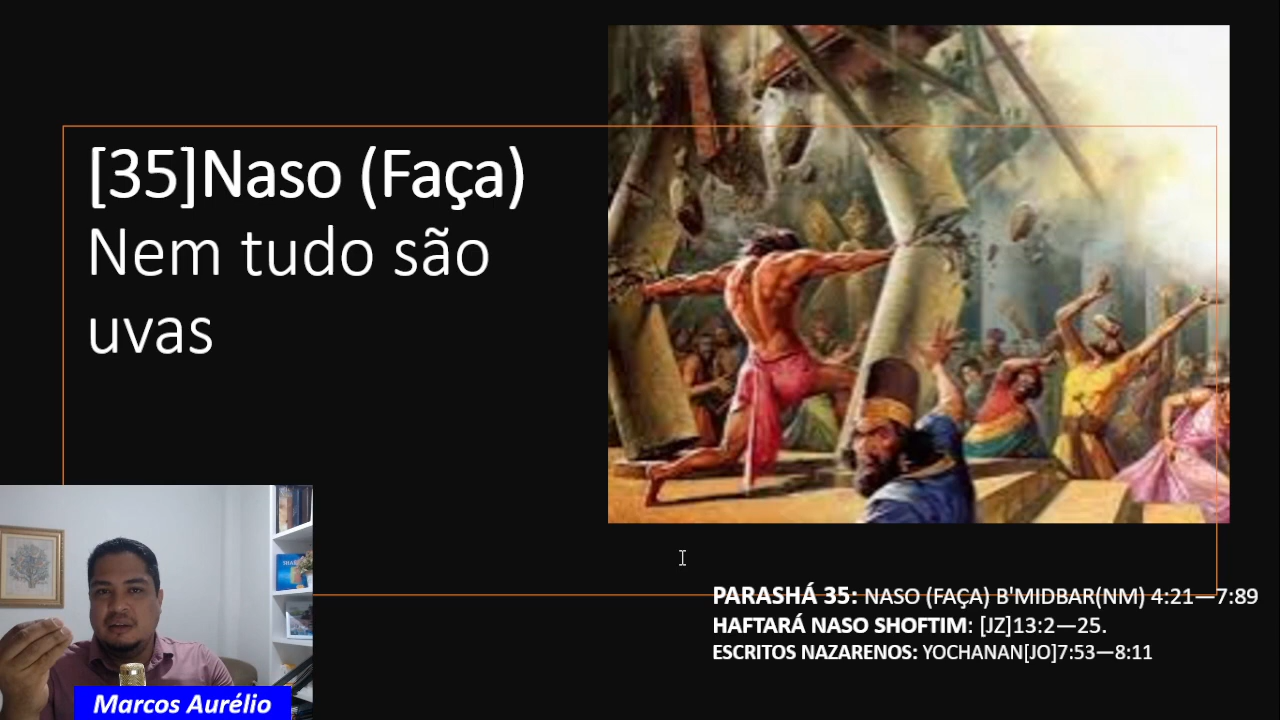 [35]Naso (Faça)
Nem tudo são
uvas
PARASHÁ 35: NASO (FAÇA) B'MIDBAR(NM) 4:21—7:89
HAFTARÁ NASO SHOFTIM: [JZ]13:2—25.
ESCRITOS NAZARENOS: YOCHANAN[JO]7:53—8:11
Marcos Aurélio